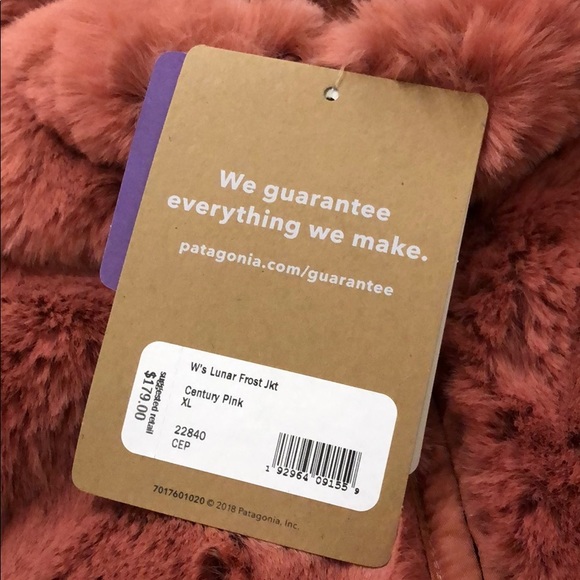 We guarantee
everything we make.
patagonia.com/guarantee
W's Lunar Frost Jkt
Century Pink
XL
22840
CEP
suggested retail
$179.00
1 92964 09155 9
7017601020 © 2018 Patagonia, Inc.